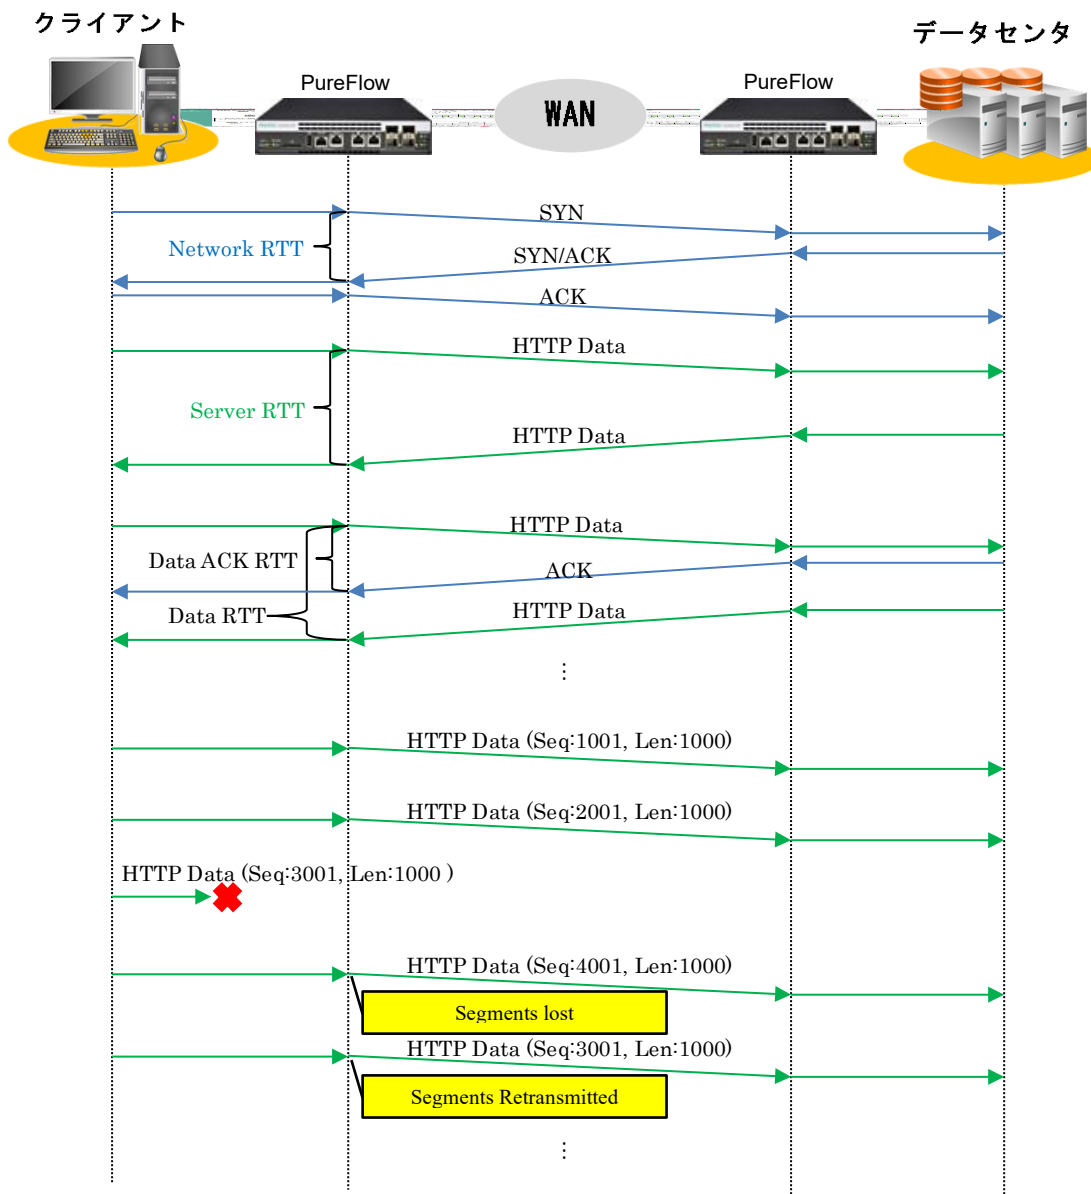 クライアント
データセンタ
PureFlow
WAN
PureFlow
SYN
Network RTT
SYN/ACK
ACK
HTTP Data
Server RTT
HTTP Data
HTTP Data
Data ACK RTT
ACK
Data RTT
HTTP Data
⋮
HTTP Data (Seq:1001, Len:1000)
HTTP Data (Seq:2001, Len:1000)
HTTP Data (Seq:3001, Len:1000 )
HTTP Data (Seq:4001, Len:1000)
Segments lost
HTTP Data (Seq:3001, Len:1000)
Segments Retransmitted
⋮